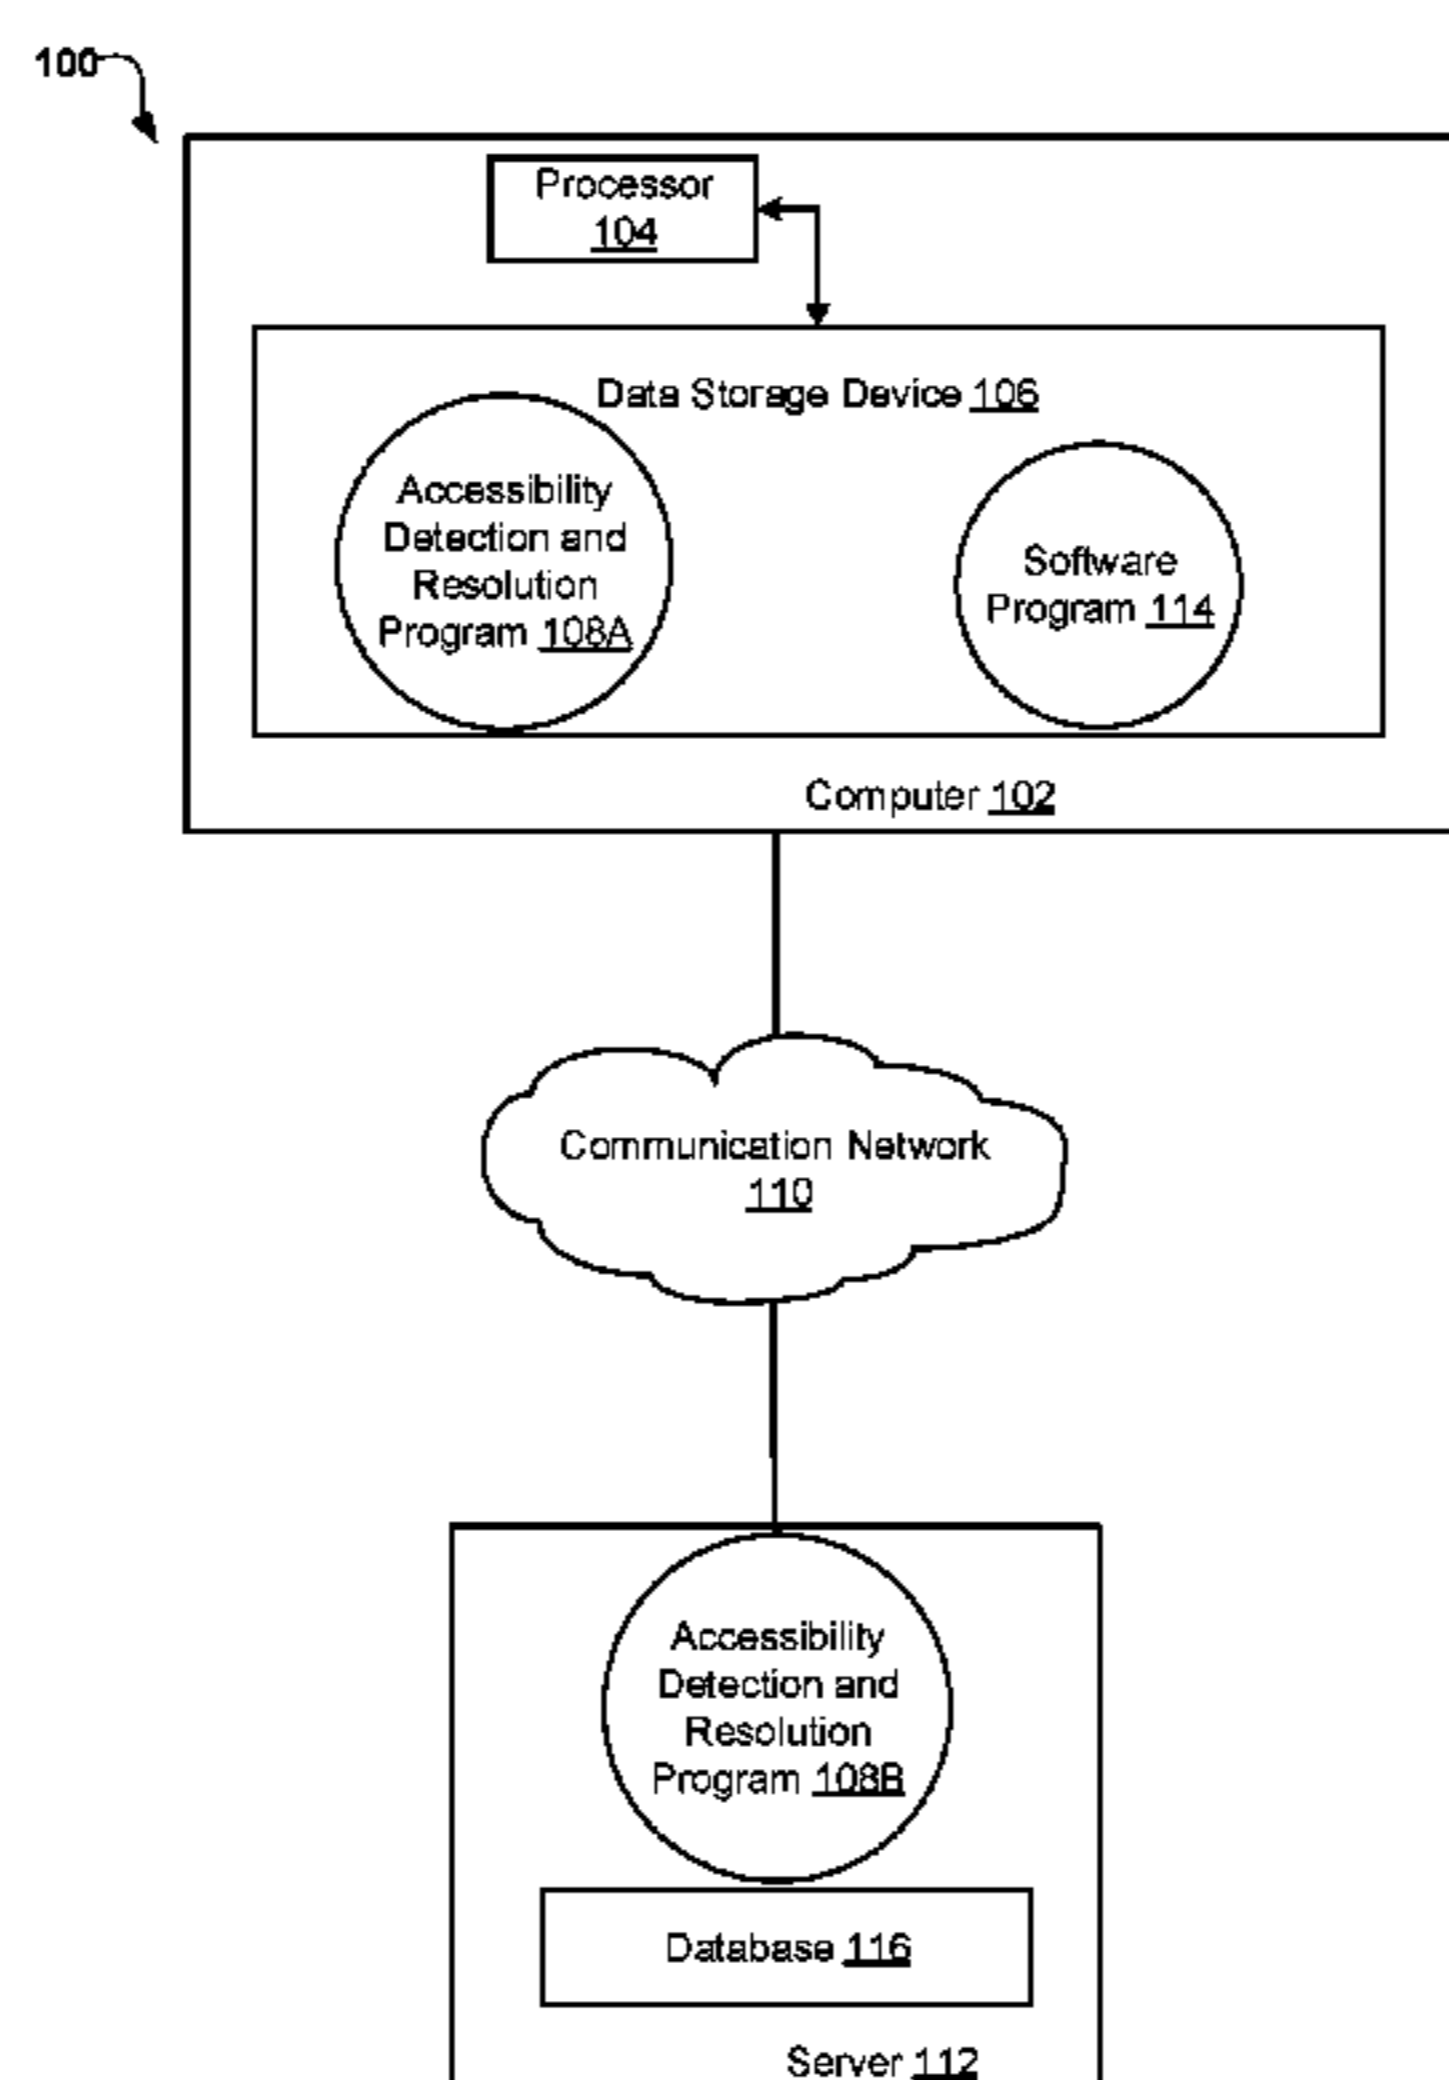 100
Processor
104
Data Storage Device 106
Accessibility
Detection and
Resolution
Program 108A
Software
Program 114
Computer 102
Communication Network
110
Accessibility
Detection and
Resolution
Program 108B
Database 116
Server 112